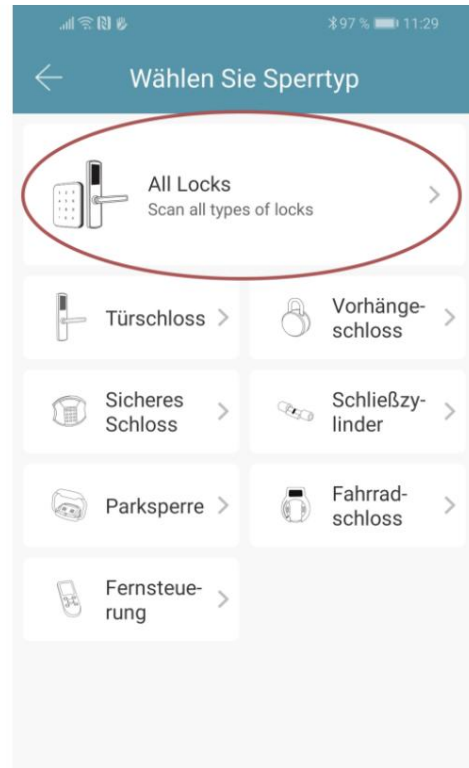 97 % 11:29
Wählen Sie Sperrtyp
All Locks
Scan all types of locks
Türschloss
Vorhänge-
schloss
Sicheres
Schloss
Schließzy-
linder
Parksperre
Fahrrad-
schloss
Fernsteue-
rung